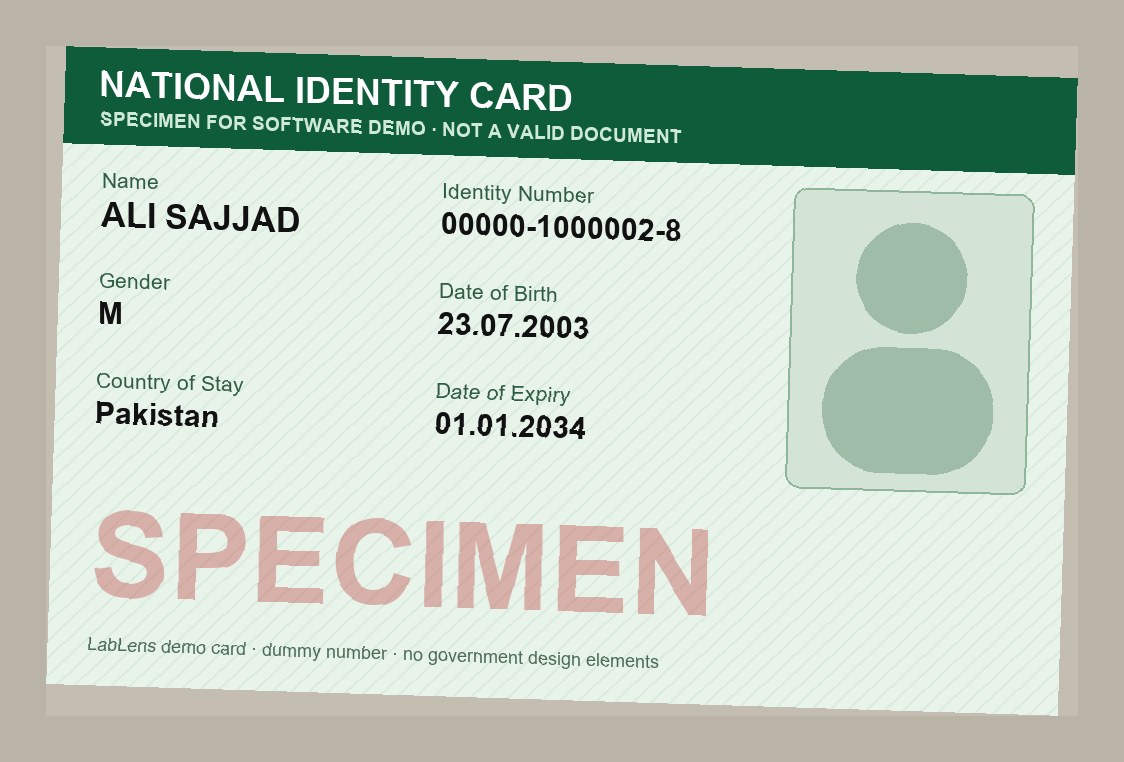 NATIONAL IDENTITY CARD
SPECIMEN FOR SOFTWARE DEMO · NOT A VALID DOCUMENT
Name
ALI SAJJAD
Identity Number
00000-1000002-8
Gender
M
Date of Birth
23.07.2003
Country of Stay
Pakistan
Date of Expiry
01.01.2034
SPECIMEN
LabLens demo card · dummy number · no government design elements